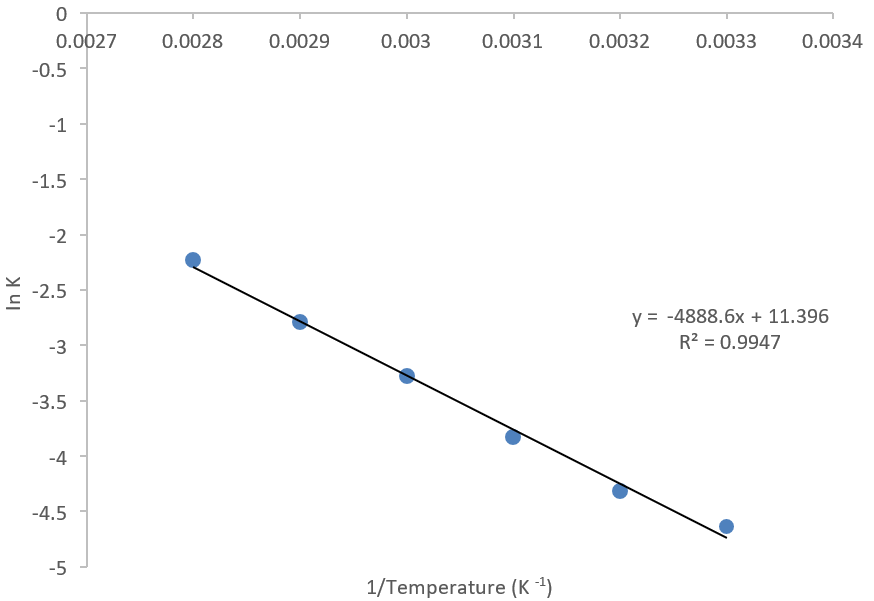 0
0.0027 0.0028 0.0029 0.003 0.0031 0.0032 0.0033 0.0034
-0.5
-1
-1.5
-2
-2.5
-3
-3.5
-4
-4.5
-5
ln K
y = -4888.6x + 11.396
R² = 0.9947
1/Temperature (K ⁻¹)